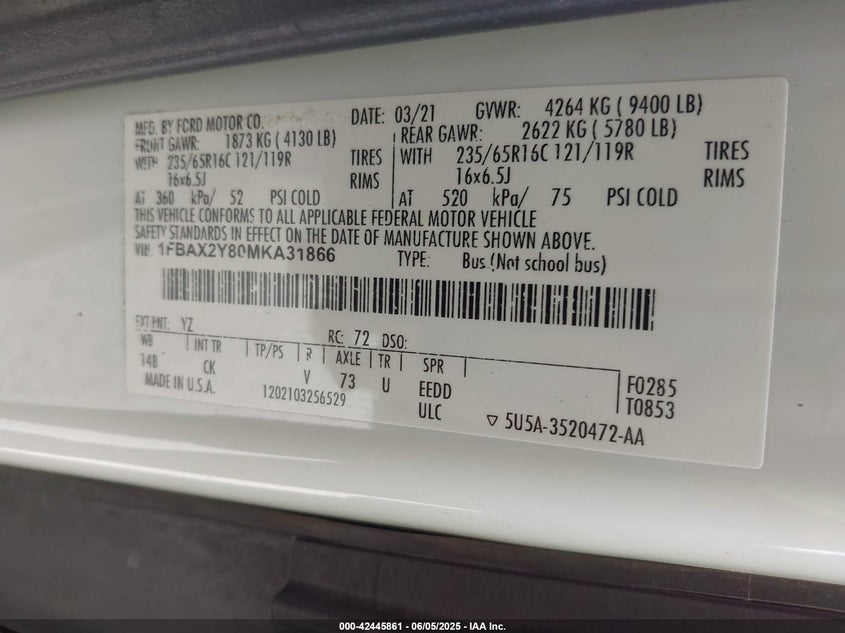 MFD. BY FORD MOTOR CO.
DATE: 03/21 GVWR: 4264 KG ( 9400 LB)
FRONT GAWR: 1873 KG ( 4130 LB) REAR GAWR: 2622 KG ( 5780 LB)
WITH 235/65R16C 121/119R TIRES WITH 235/65R16C 121/119R TIRES
16x6.5J RIMS 16x6.5J RIMS
AT 360 kPa/ 52 PSI COLD AT 520 kPa/ 75 PSI COLD
THIS VEHICLE CONFORMS TO ALL APPLICABLE FEDERAL MOTOR VEHICLE
SAFETY STANDARDS IN EFFECT ON THE DATE OF MANUFACTURE SHOWN ABOVE.
VIN: 1FBAX2Y80MKA31866 TYPE: Bus (Not school bus)
EXT PNT: YZ RC: 72 DSO:
WB INT TR TP/PS R AXLE TR SPR
148 CK V 73 U EEDD F0285
MADE IN U.S.A. 1202103256529 ULC T0853
▽ 5U5A-3520472-AA
000-42445861 - 06/05/2025 - IAA Inc.